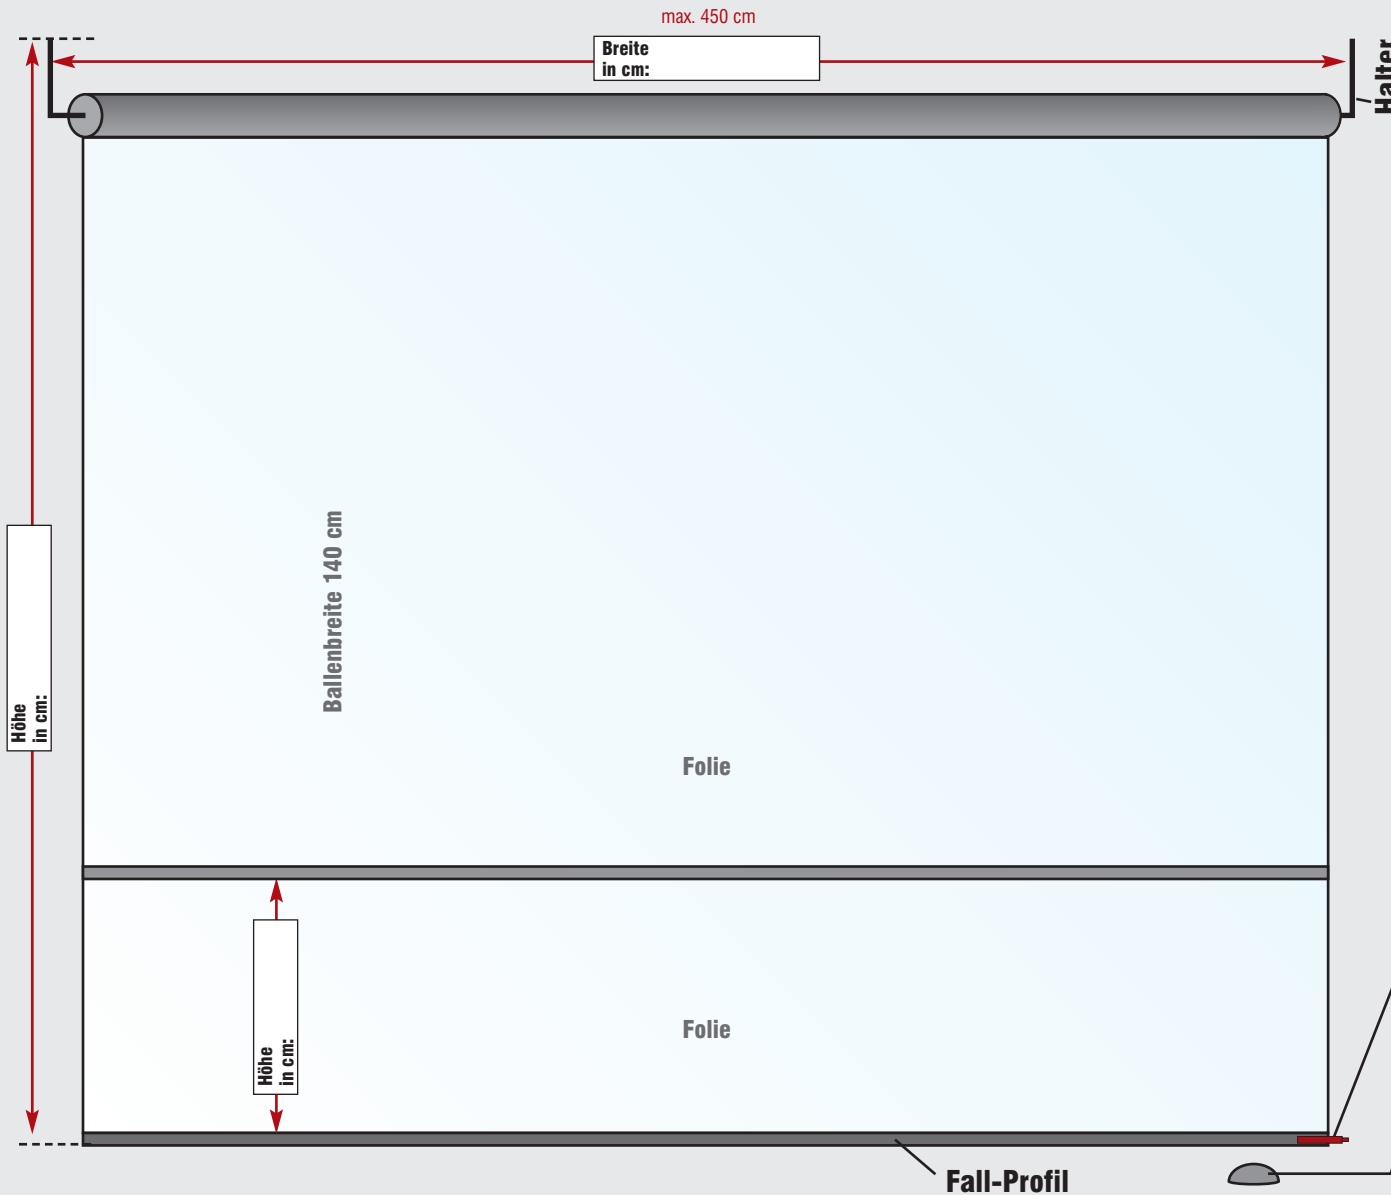 max. 450 cm
Breite
in cm:
Halter
Ballenbreite 140 cm
Höhe
in cm:
Folie
Folie
Höhe
in cm:
Fall-Profil